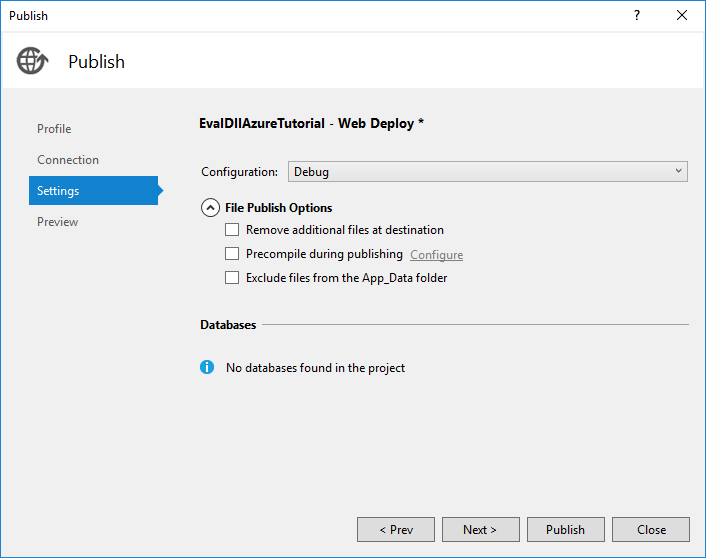 Publish
?
Publish
Profile
Connection
Settings
Preview
EvalDllAzureTutorial - Web Deploy *
Configuration: Debug
File Publish Options
Remove additional files at destination
Precompile during publishing Configure
Exclude files from the App_Data folder
Databases
No databases found in the project
< Prev Next > Publish Close